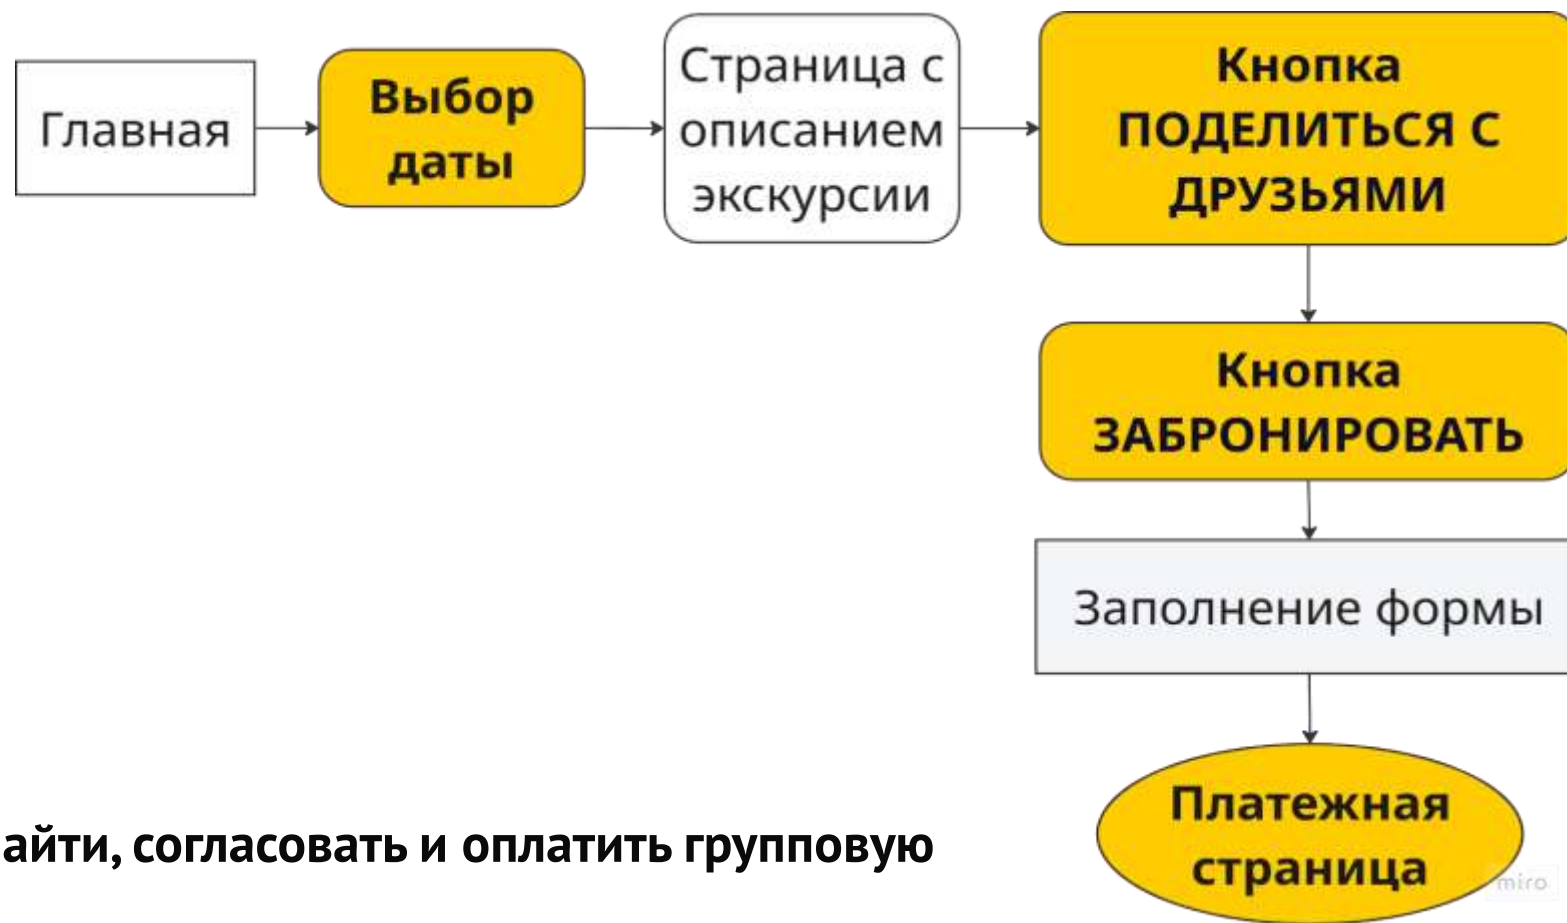 Главная
Выбор
даты
Страница с
описанием
экскурсии
Кнопка
ПОДЕЛИТЬСЯ С
ДРУЗЬЯМИ
Кнопка
ЗАБРОНИРОВАТЬ
Заполнение формы
Платежная
страница
айти, согласовать и оплатить групповую
miro